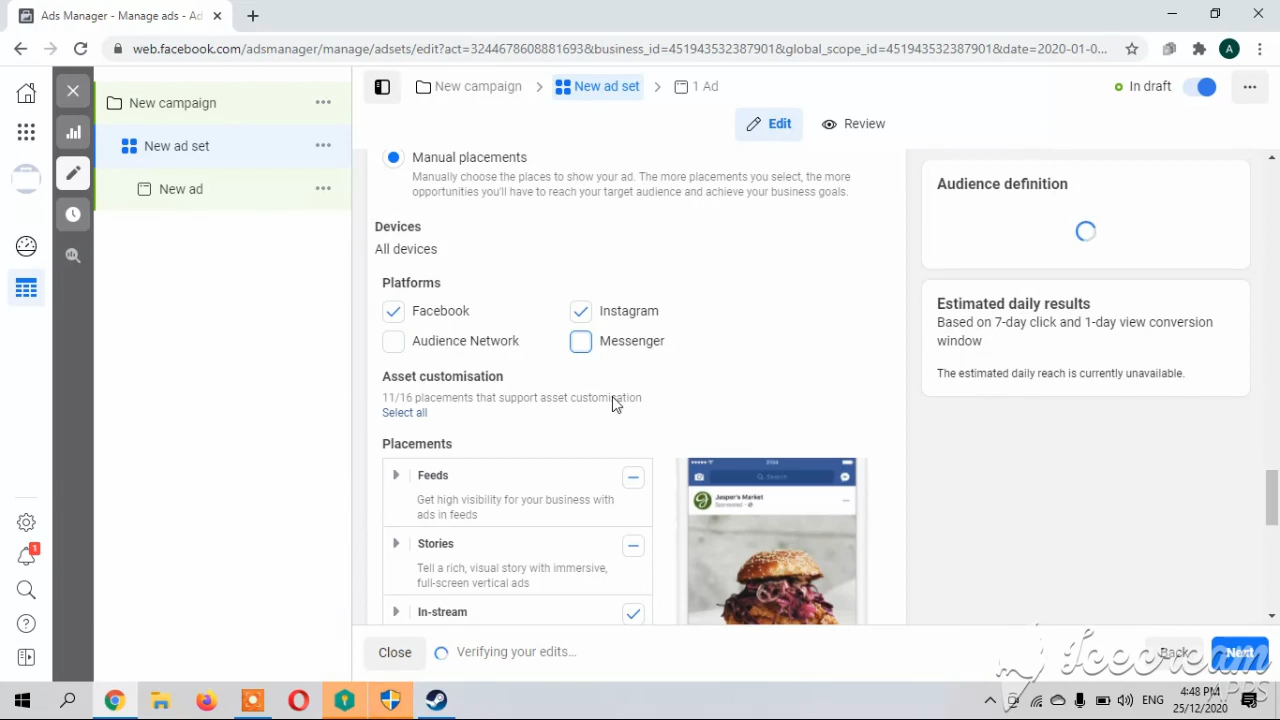 Ads Manager - Manage ads - Ad
web.facebook.com/adsmanager/manage/adsets/edit?act=324467860881693&business_id=451943532387901&global_scope_id=451943532387901&date=2020-01-0...
A
New campaign
New ad set
New ad
New campaign
New ad set
1 Ad
In draft
Edit
Review
Manual placements
Manually choose the places to show your ad. The more placements you select, the more
opportunities you'll have to reach your target audience and achieve your business goals.
Devices
All devices
Platforms
Facebook
Instagram
Audience Network
Messenger
Asset customisation
11/16 placements that support asset customisation
Select all
Placements
Feeds
Get high visibility for your business with
ads in feeds
Stories
Tell a rich, visual story with immersive,
full-screen vertical ads
In-stream
Search
Jasper's Market
Sponsored
Audience definition
Estimated daily results
Based on 7-day click and 1-day view conversion
window
The estimated daily reach is currently unavailable.
1
Close
Verifying your edits...
Back
Next
Icecream
APPS
ENG
4:48 PM
25/12/2020